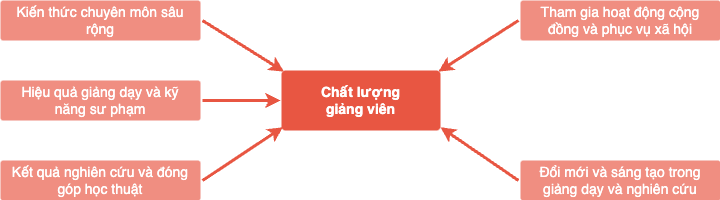 Kiến thức chuyên môn sâu
rộng
Hiệu quả giảng dạy và kỹ
năng sư phạm
Kết quả nghiên cứu và đóng
góp học thuật
Chất lượng
giảng viên
Tham gia hoạt động cộng
đồng và phục vụ xã hội
Đổi mới và sáng tạo trong
giảng dạy và nghiên cứu